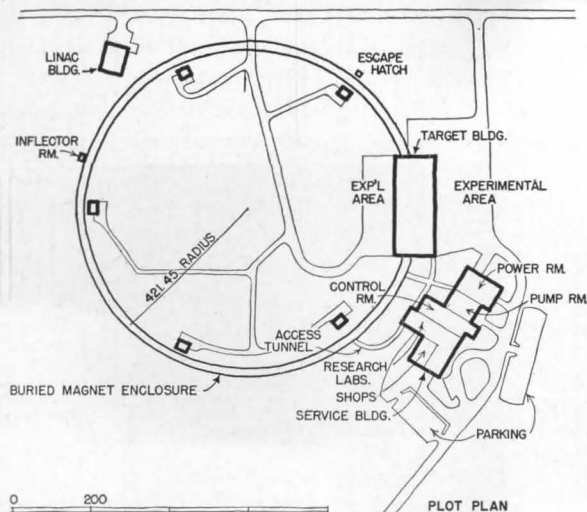 LINAC
BLDG.
ESCAPE
HATCH
INFLECTOR
RM.
TARGET BLDG.
EXP'L
AREA
EXPERIMENTAL
AREA
421.45 RADIUS
POWER RM.
CONTROL
RM.
PUMP RM.
ACCESS
TUNNEL
RESEARCH
LABS.
BURIED MAGNET ENCLOSURE
SHOPS
SERVICE BLDG.
PARKING
0 200
PLOT PLAN